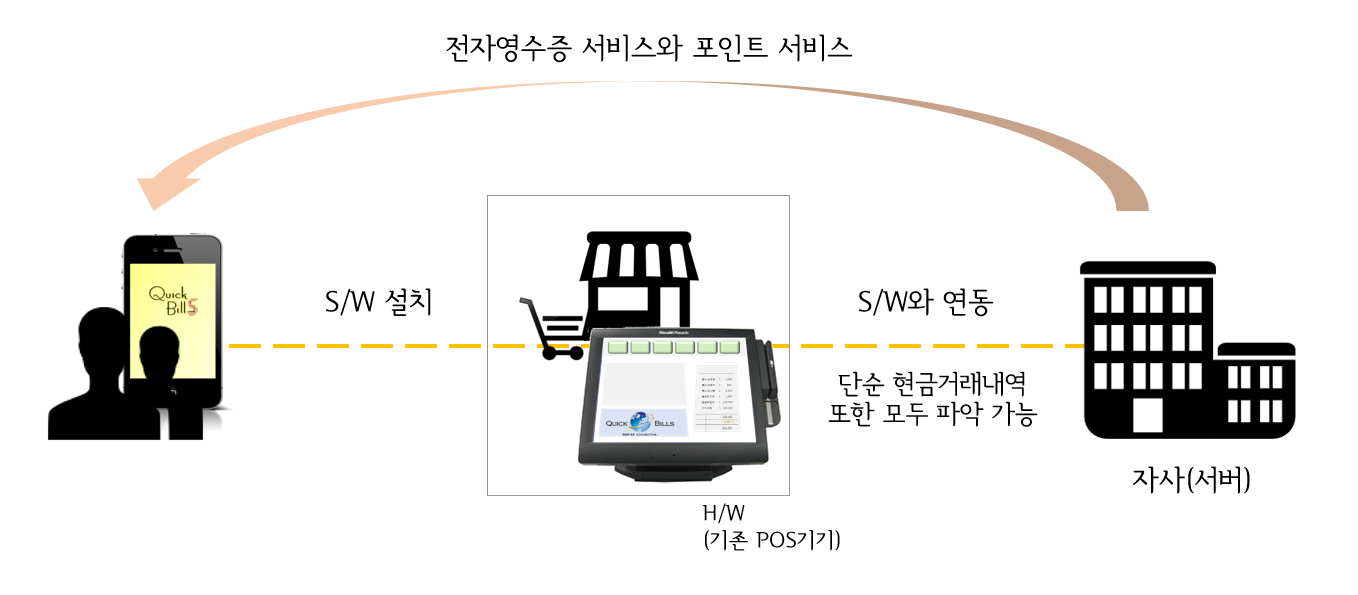 전자영수증 서비스와 포인트 서비스
Quick
Bills
S/W 설치
S/W와 연동
단순 현금거래내역
또한 모두 파악 가능
QUICK BILLS
자사(서버)
H/W
(기존 POS기기)